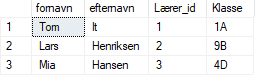 fornavn efternavn Lærer_id Klasse
1 Tom It 1 1A
2 Lars Henriksen 2 9B
3 Mia Hansen 3 4D